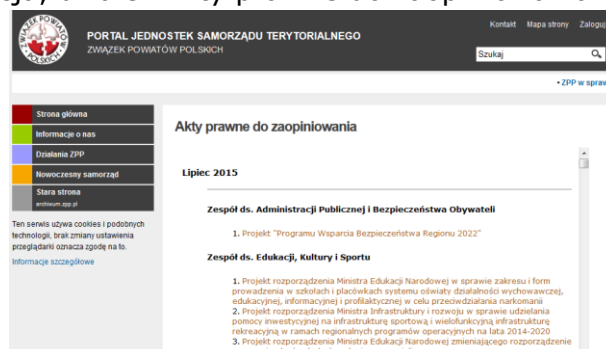 ZWIĄZEK POWIATÓW
POLSKICH
PORTAL JEDNOSTEK SAMORZĄDU TERYTORIALNEGO
ZWIĄZEK POWIATÓW POLSKICH
Kontakt Mapa strony Zaloguj
Szukaj
• ZPP w spraw
Strona główna
Informacje o nas
Działania ZPP
Nowoczesny samorząd
Stara strona
archiwum.zpp.pl
Ten serwis używa cookies i podobnych
technologii, brak zmiany ustawienia
przeglądarki oznacza zgodę na to.
Informacje szczegółowe
Akty prawne do zaopiniowania
Lipiec 2015
Zespół ds. Administracji Publicznej i Bezpieczeństwa Obywateli
1. Projekt "Programu Wsparcia Bezpieczeństwa Regionu 2022"
Zespół ds. Edukacji, Kultury i Sportu
1. Projekt rozporządzenia Ministra Edukacji Narodowej w sprawie zakresu i form
prowadzenia w szkołach i placówkach systemu oświaty działalności wychowawczej,
edukacyjnej, informacyjnej i profilaktycznej w celu przeciwdziałania narkomanii
2. Projekt rozporządzenia Ministra Infrastruktury i rozwoju w sprawie udzielania
pomocy inwestycyjnej na infrastrukturę sportową i wielofunkcyjną infrastrukturę
rekreacyjną w ramach regionalnych programów operacyjnych na lata 2014-2020
3. Projekt rozporządzenia Ministra Edukacji Narodowej zmieniającego rozporządzenie